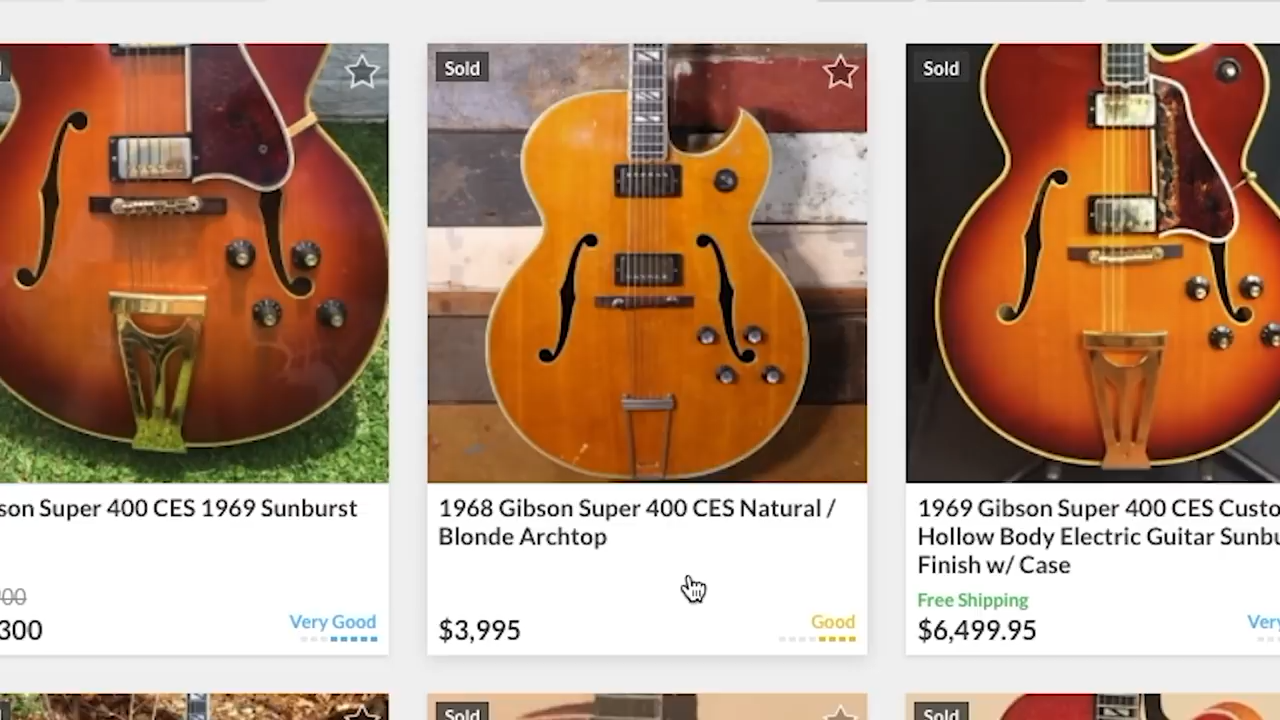 Sold
Sold
son Super 400 CES 1969 Sunburst
00
300
Very Good
1968 Gibson Super 400 CES Natural /
Blonde Archtop
$3,995
Good
1969 Gibson Super 400 CES Custo
Hollow Body Electric Guitar Sunbu
Finish w/ Case
Free Shipping
$6,499.95
Very
Sold
Sold